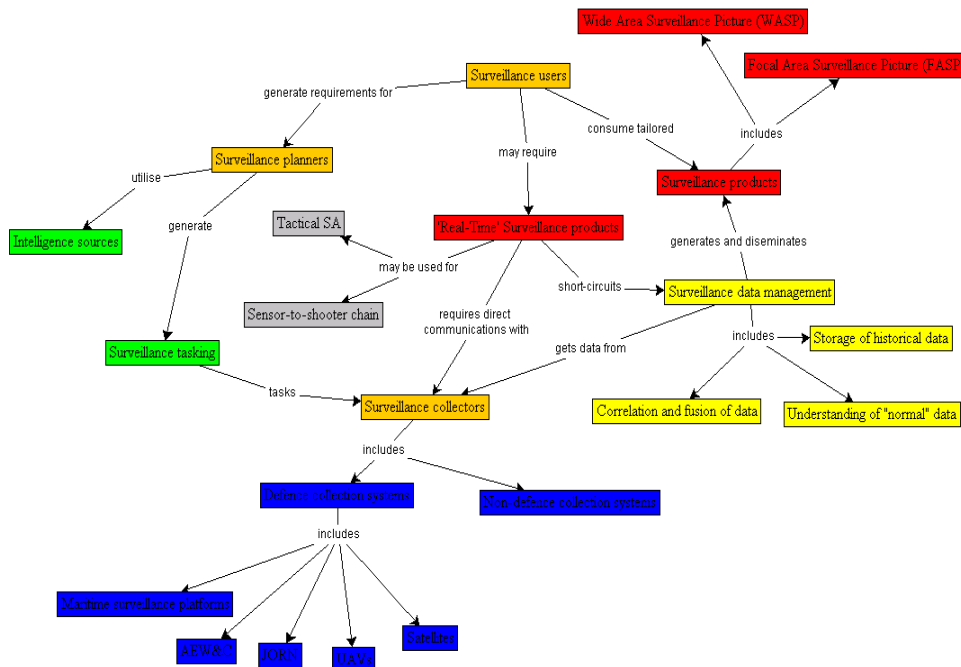 Wide Area Surveillance Picture (WASP)
Focal Area Surveillance Picture (FASP
Surveillance users
generate requirements for
consume tailored
includes
may require
Surveillance planners
utilise
Surveillance products
generate
Tactical SA
'Real-Time' Surveillance products
Intelligence sources
generates and diseminates
may be used for
short-circuits
Surveillance data management
Sensor-to-shooter chain
requires direct
communications with
includes
Storage of historical data
Surveillance tasking
gets data from
tasks
Surveillance collectors
Correlation and fusion of data
Understanding of "normal" data
includes
Defence collection systems
Non-defence collection systems
includes
Maritime surveillance platforms
Satellites
AEW&C
JORN
UAVs